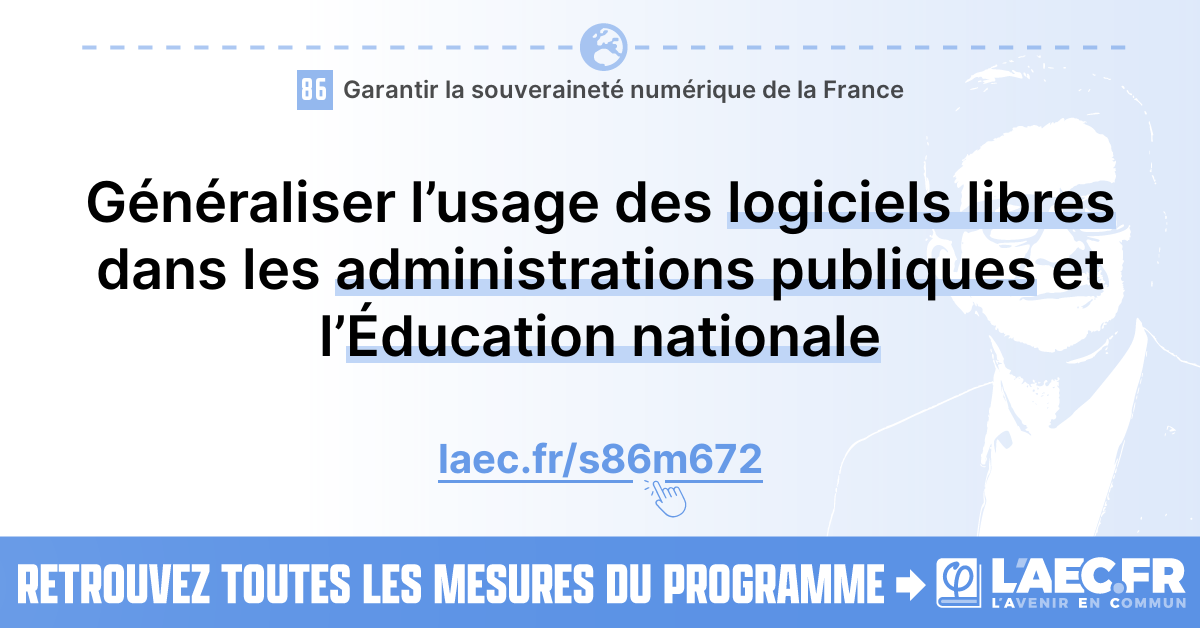 86 Garantir la souveraineté numérique de la France
Généraliser l’usage des logiciels libres
dans les administrations publiques et
l’Éducation nationale
laec.fr/s86m672
RETROUVEZ TOUTES LES MESURES DU PROGRAMME
φ L'AEC.FR
L'AVENIR EN COMMUN